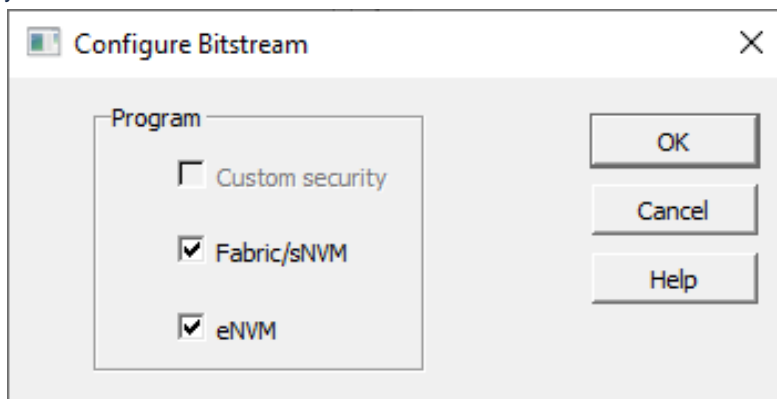 Configure Bitstream
Program
Custom security
Fabric/sNVM
eNVM
OK
Cancel
Help